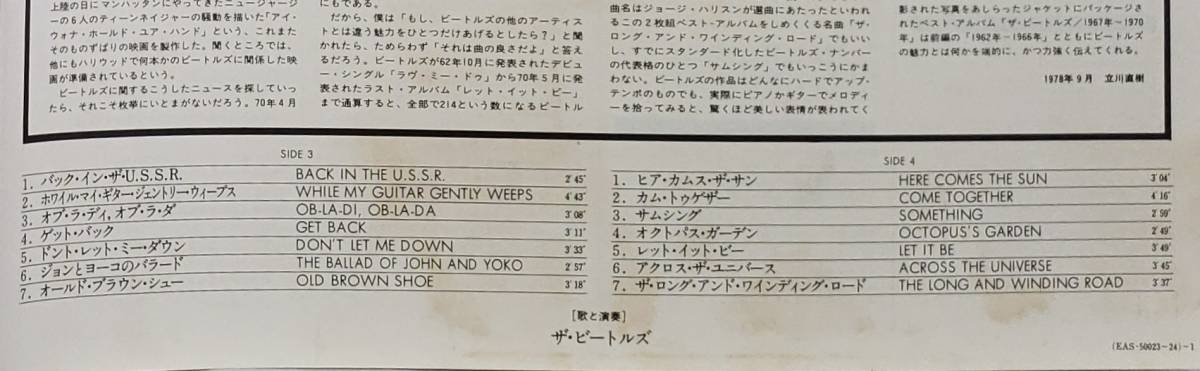 上陸の日にマンハッタンにやってきたニュージャージ
ーの6人のティーンネイジャーの騒動を描いた「アイ・
ウォナ・ホールド・ユア・ハンド」という、これまた
そのものずばりの映画を製作した。聞くところでは、
他にもハリウッドで何本かのビートルズに関係した映
画が準備されているという。
ビートルズに関するこうしたニュースを探していっ
たら、それこそ枚挙にいとまがないだろう。70年4月
にもである。
だから、僕は「もし、ビートルズの他のアーティス
トとは違う魅力をひとつだけあげるとしたら？」と聞
かれたら、ためらわず「それは曲の良さだよ」と答え
るだろう。ビートルズが62年10月に発表されたデビュ
ー・シングル「ラヴ・ミー・ドゥ」から70年5月に発
表されたラスト・アルバム「レット・イット・ビー」
まで通算すると、全部で214という数になるビートル
曲名はジョージ・ハリスンが選曲にあたったといわれ
るこの2枚組ベスト・アルバムをしめくくる名曲「ザ・
ロング・アンド・ワインディング・ロード」でもいい
し、すでにスタンダード化したビートルズ・ナンバー
の代表格のひとつ「サムシング」でもいっこうにかま
わない。ビートルズの作品はどんなにハードでアップ・
テンポのものでも、実際にピアノかギターでメロディ
ーを拾ってみると、驚くほど美しい表情が表われてく
影された写真をあしらったジャケットにパッケージさ
れたベスト・アルバム「ザ・ビートルズ／1967年〜1970
年」は前編の「1962年－1966年」とともにビートルズ
の魅力とは何かを端的に、かつ力強く伝えてくれる。
1978年9月 立川直樹
SIDE 3
1. バック・イン・ザ・U.S.S.R. BACK IN THE U.S.S.R. 2'45"
2. ホワイル・マイ・ギター・ジェントリー・ウィープス WHILE MY GUITAR GENTLY WEEPS 4'43"
3. オブ・ラ・ディ, オブ・ラ・ダ OB-LA-DI, OB-LA-DA 3'08"
4. ゲット・バック GET BACK 3'11"
5. ドント・レット・ミー・ダウン DON'T LET ME DOWN 3'33"
6. ジョンとヨーコのバラード THE BALLAD OF JOHN AND YOKO 2'57"
7. オールド・ブラウン・シュー OLD BROWN SHOE 3'18"
SIDE 4
1. ヒア・カムス・ザ・サン HERE COMES THE SUN 3'04"
2. カム・トゥゲザー COME TOGETHER 4'16"
3. サムシング SOMETHING 2'59"
4. オクトパス・ガーデン OCTOPUS'S GARDEN 2'49"
5. レット・イット・ビー LET IT BE 3'49"
6. アクロス・ザ・ユニバース ACROSS THE UNIVERSE 3'45"
7. ザ・ロング・アンド・ワインディング・ロード THE LONG AND WINDING ROAD 3'37"
[歌と演奏]
ザ・ビートルズ
(EAS-50023〜24)-1